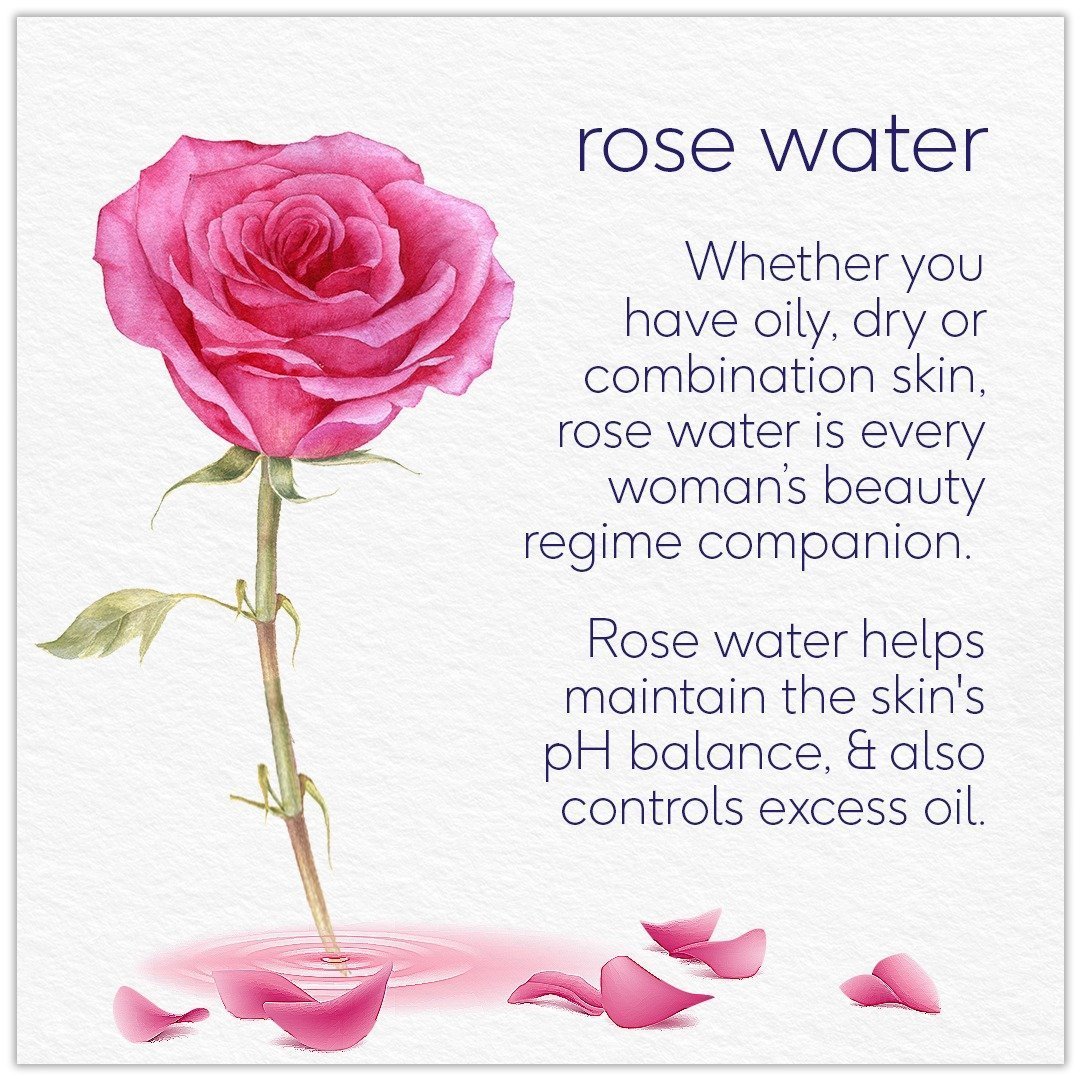 rose water
Whether you
have oily, dry or
combination skin,
rose water is every
woman’s beauty
regime companion.
Rose water helps
maintain the skin's
pH balance, & also
controls excess oil.